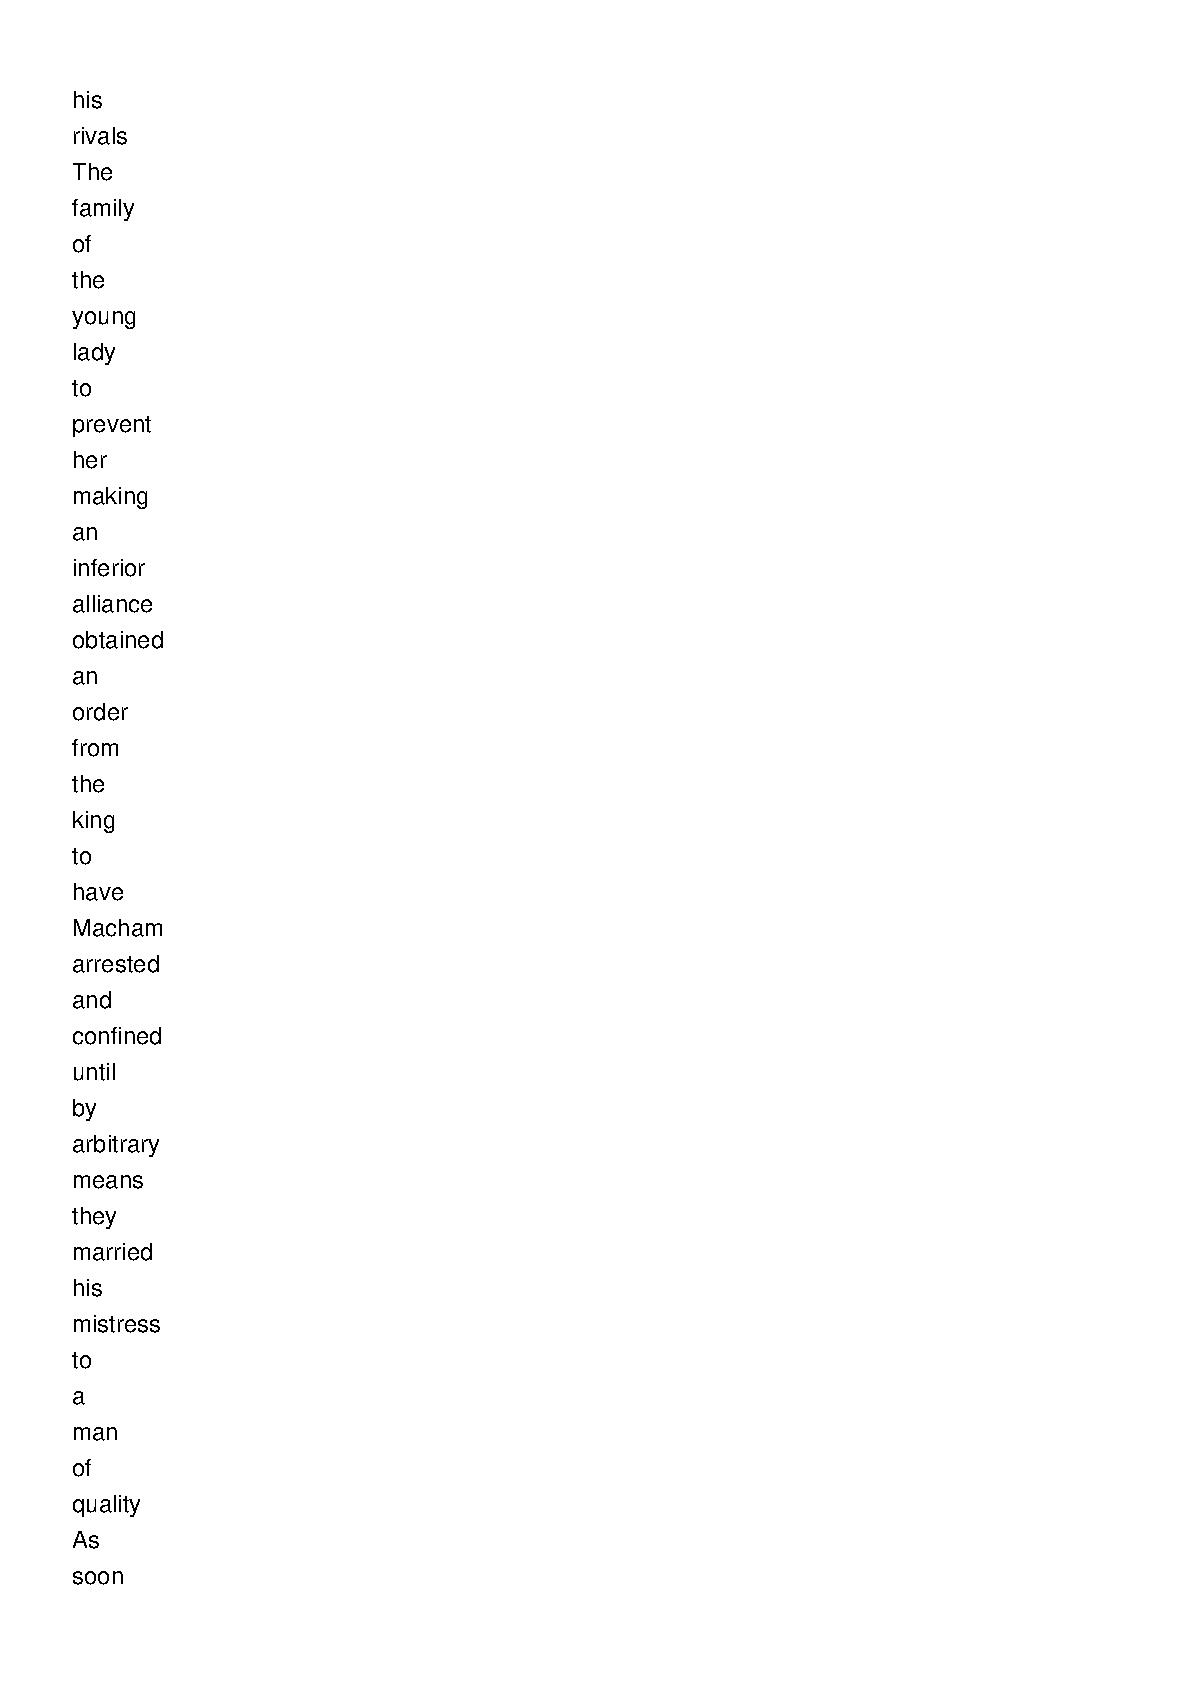 his
rivals
The
family
of
the
young
lady
to
prevent
her
making
an
inferior
alliance
obtained
an
order
from
the
king
to
have
Macham
arrested
and
confined
until
by
arbitrary
means
they
married
his
mistress
to
a
man
of
quality
As
soon